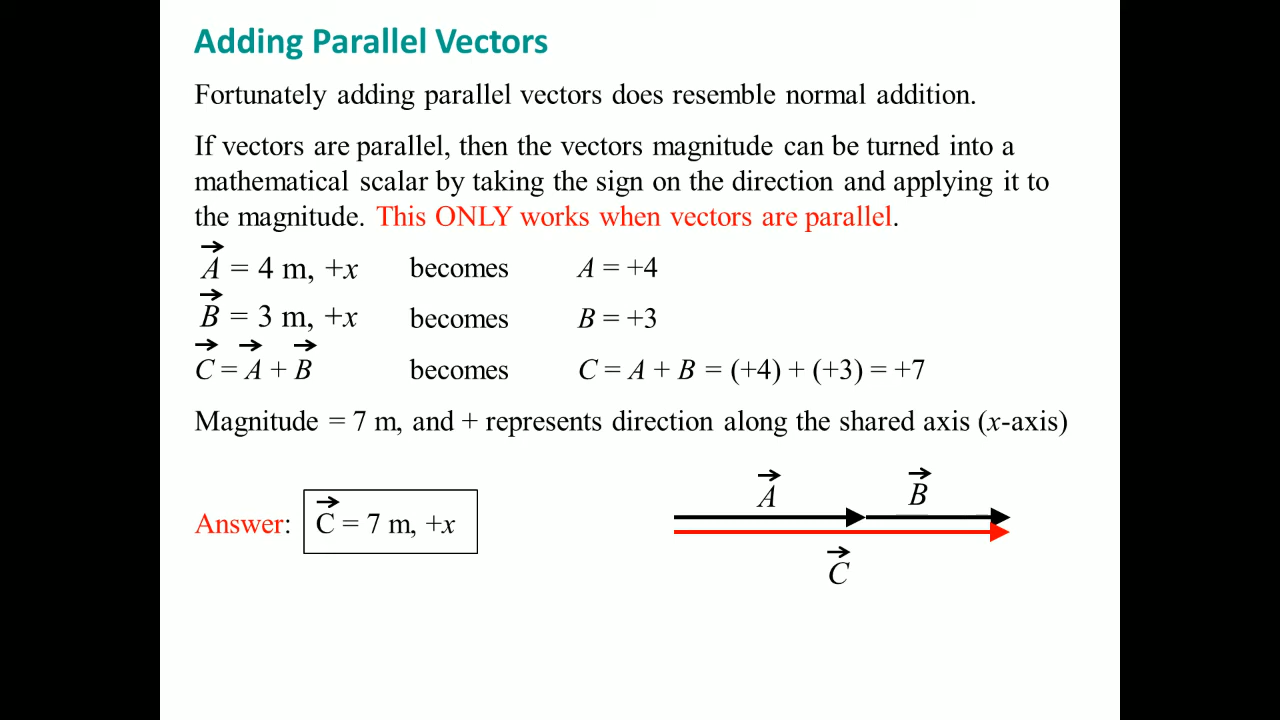 Adding Parallel Vectors
Fortunately adding parallel vectors does resemble normal addition.
If vectors are parallel, then the vectors magnitude can be turned into a
mathematical scalar by taking the sign on the direction and applying it to
the magnitude. This ONLY works when vectors are parallel.
A⃗ = 4 m, +x becomes A = +4
B⃗ = 3 m, +x becomes B = +3
C⃗ = A⃗ + B⃗ becomes C = A + B = (+4) + (+3) = +7
Magnitude = 7 m, and + represents direction along the shared axis (x-axis)
A⃗ B⃗
Answer: C⃗ = 7 m, +x
C⃗